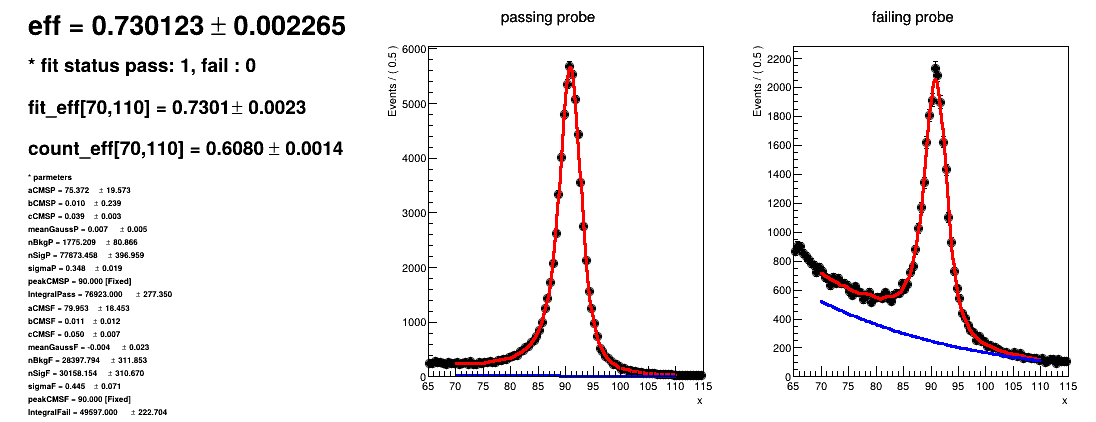 eff = 0.730123 ± 0.002265
* fit status pass: 1, fail : 0
fit_eff[70,110] = 0.7301± 0.0023
count_eff[70,110] = 0.6080 ± 0.0014
* parmeters
aCMSP = 75.372 ± 19.573
bCMSP = 0.010 ± 0.239
cCMSP = 0.039 ± 0.003
meanGaussP = 0.007 ± 0.005
nBkgP = 1775.209 ± 80.866
nSigP = 77673.458 ± 396.959
sigmaP = 0.348 ± 0.019
peakCMSP = 90.000 [Fixed]
IntegralPass = 76923.000 ± 277.350
aCMSF = 79.953 ± 16.453
bCMSF = 0.011 ± 0.012
cCMSF = 0.050 ± 0.007
meanGaussF = -0.004 ± 0.023
nBkgF = 28397.794 ± 311.853
nSigF = 30158.154 ± 310.670
sigmaF = 0.445 ± 0.071
peakCMSF = 90.000 [Fixed]
IntegralFail = 49597.000 ± 222.704
passing probe
Events / ( 0.5 )
6000
5000
4000
3000
2000
1000
0
65 70 75 80 85 90 95 100 105 110 115
x
failing probe
Events / ( 0.5 )
2200
2000
1800
1600
1400
1200
1000
800
600
400
200
0
65 70 75 80 85 90 95 100 105 110 115
x